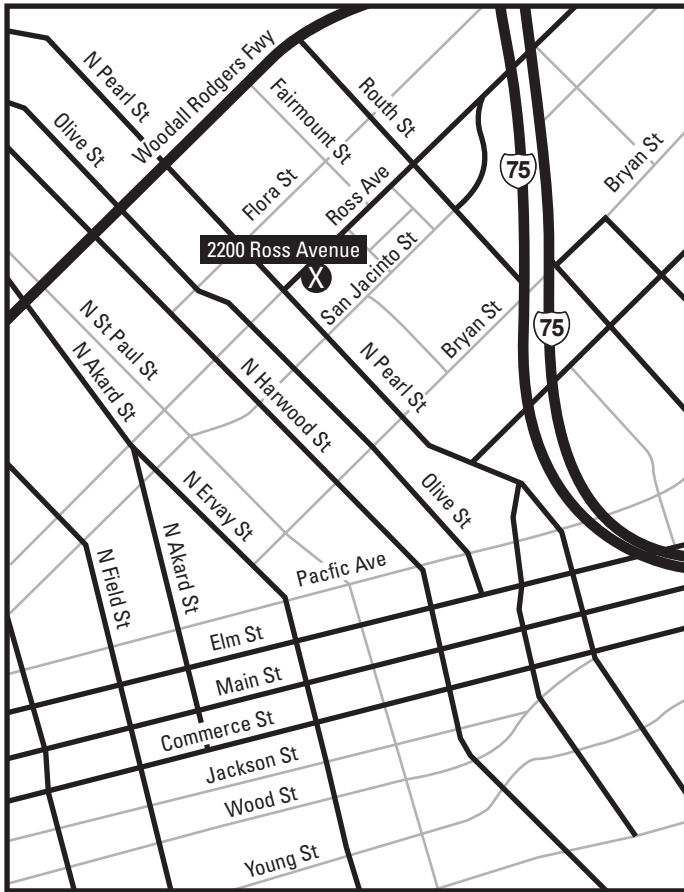 N Pearl St
Woodall Rodgers Fwy
Olive St
Fairmount St
Routh St
75
Bryan St
Flora St
Ross Ave
2200 Ross Avenue
X
San Jacinto St
Bryan St
75
N St Paul St
N Akard St
N Harwood St
N Pearl St
N Ervay St
Olive St
N Field St
N Akard St
Pacfic Ave
Elm St
Main St
Commerce St
Jackson St
Wood St
Young St